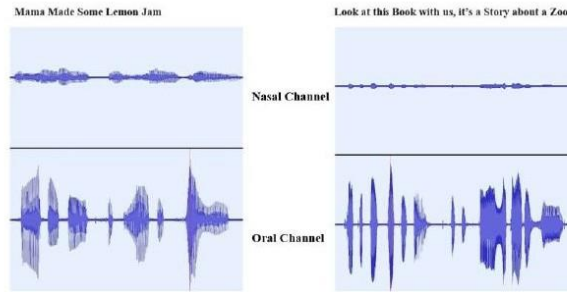 Mama Made Some Lemon Jam
Look at this Book with us, it's a Story about a Zoo
Nasal Channel
Oral Channel